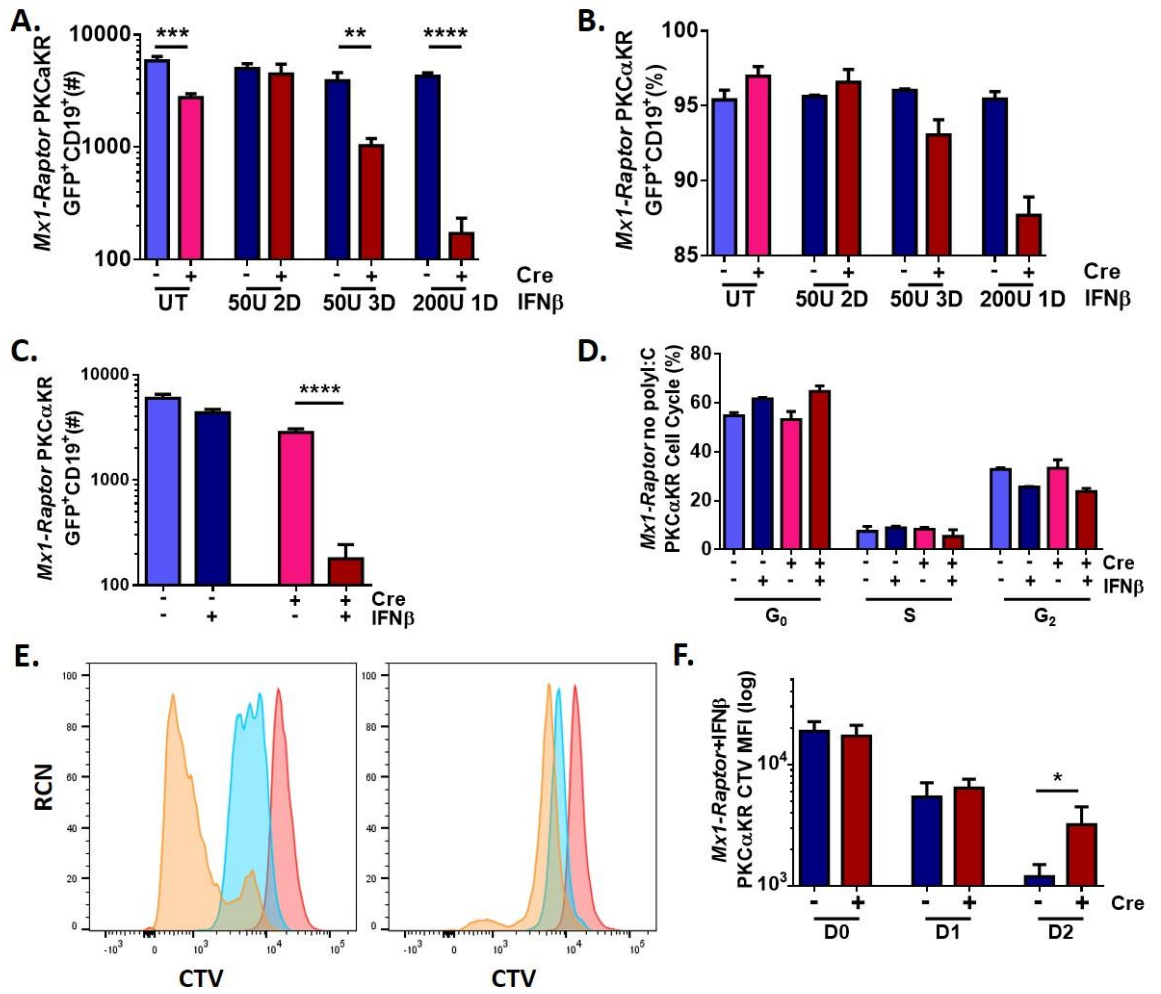 A.
Mx1-Raptor PKCaKR
GFP+CD19+(#)
10000
1000
100
***
**
****
- + - + - + - + Cre
UT 50U 2D 50U 3D 200U 1D IFNβ
B.
Mx1-Raptor PKCαKR
GFP+CD19+(%)
100
95
90
85
- + - + - + - + Cre
UT 50U 2D 50U 3D 200U 1D IFNβ
C.
Mx1-Raptor PKCαKR
GFP+CD19+(#)
10000
1000
100
****
- - + + Cre
- + - + IFNβ
D.
Mx1-Raptor no polyI:C
PKCαKR Cell Cycle (%)
80
60
40
20
0
- - + + - - + + - - + + Cre
- + - + - + - + - + - + IFNβ
G0 S G2
E.
RCN
100
80
60
40
20
0
-103 0 103 104 105
CTV
100
80
60
40
20
0
-103 0 103 104 105
CTV
F.
Mx1-Raptor+IFNβ
PKCαKR CTV MFI (log)
104
103
*
- + - + - + Cre
D0 D1 D2